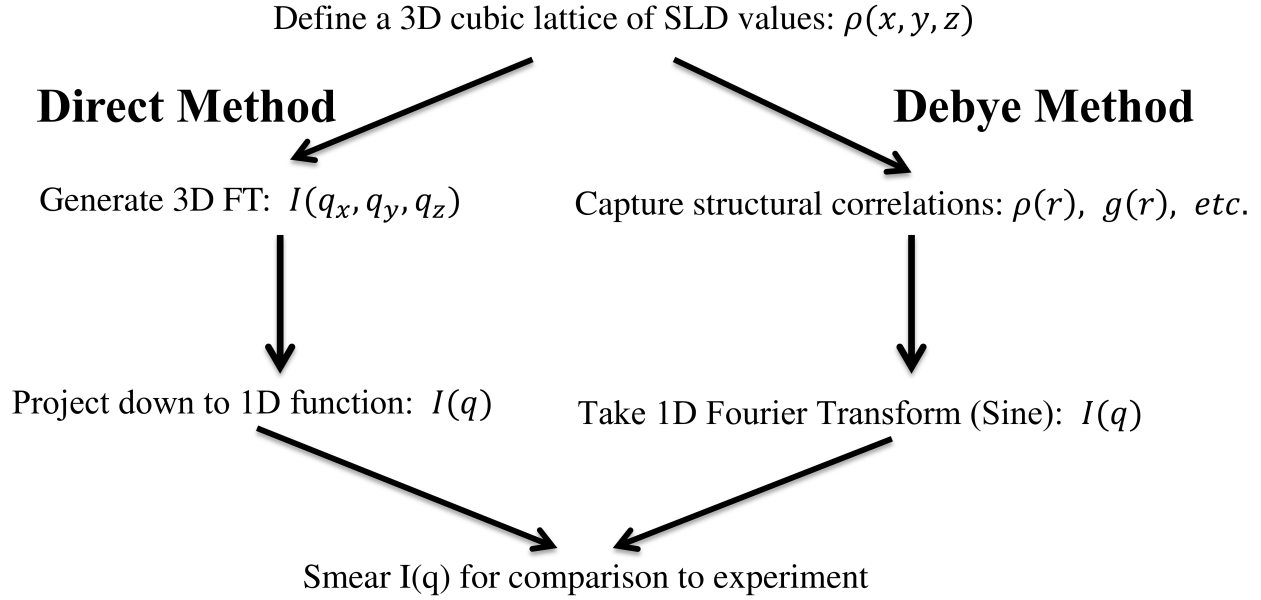 Define a 3D cubic lattice of SLD values: ρ(x, y, z)
Direct Method
Debye Method
Generate 3D FT: I(qₓ, q_y, q_z)
Capture structural correlations: ρ(r), g(r), etc.
Project down to 1D function: I(q)
Take 1D Fourier Transform (Sine): I(q)
Smear I(q) for comparison to experiment